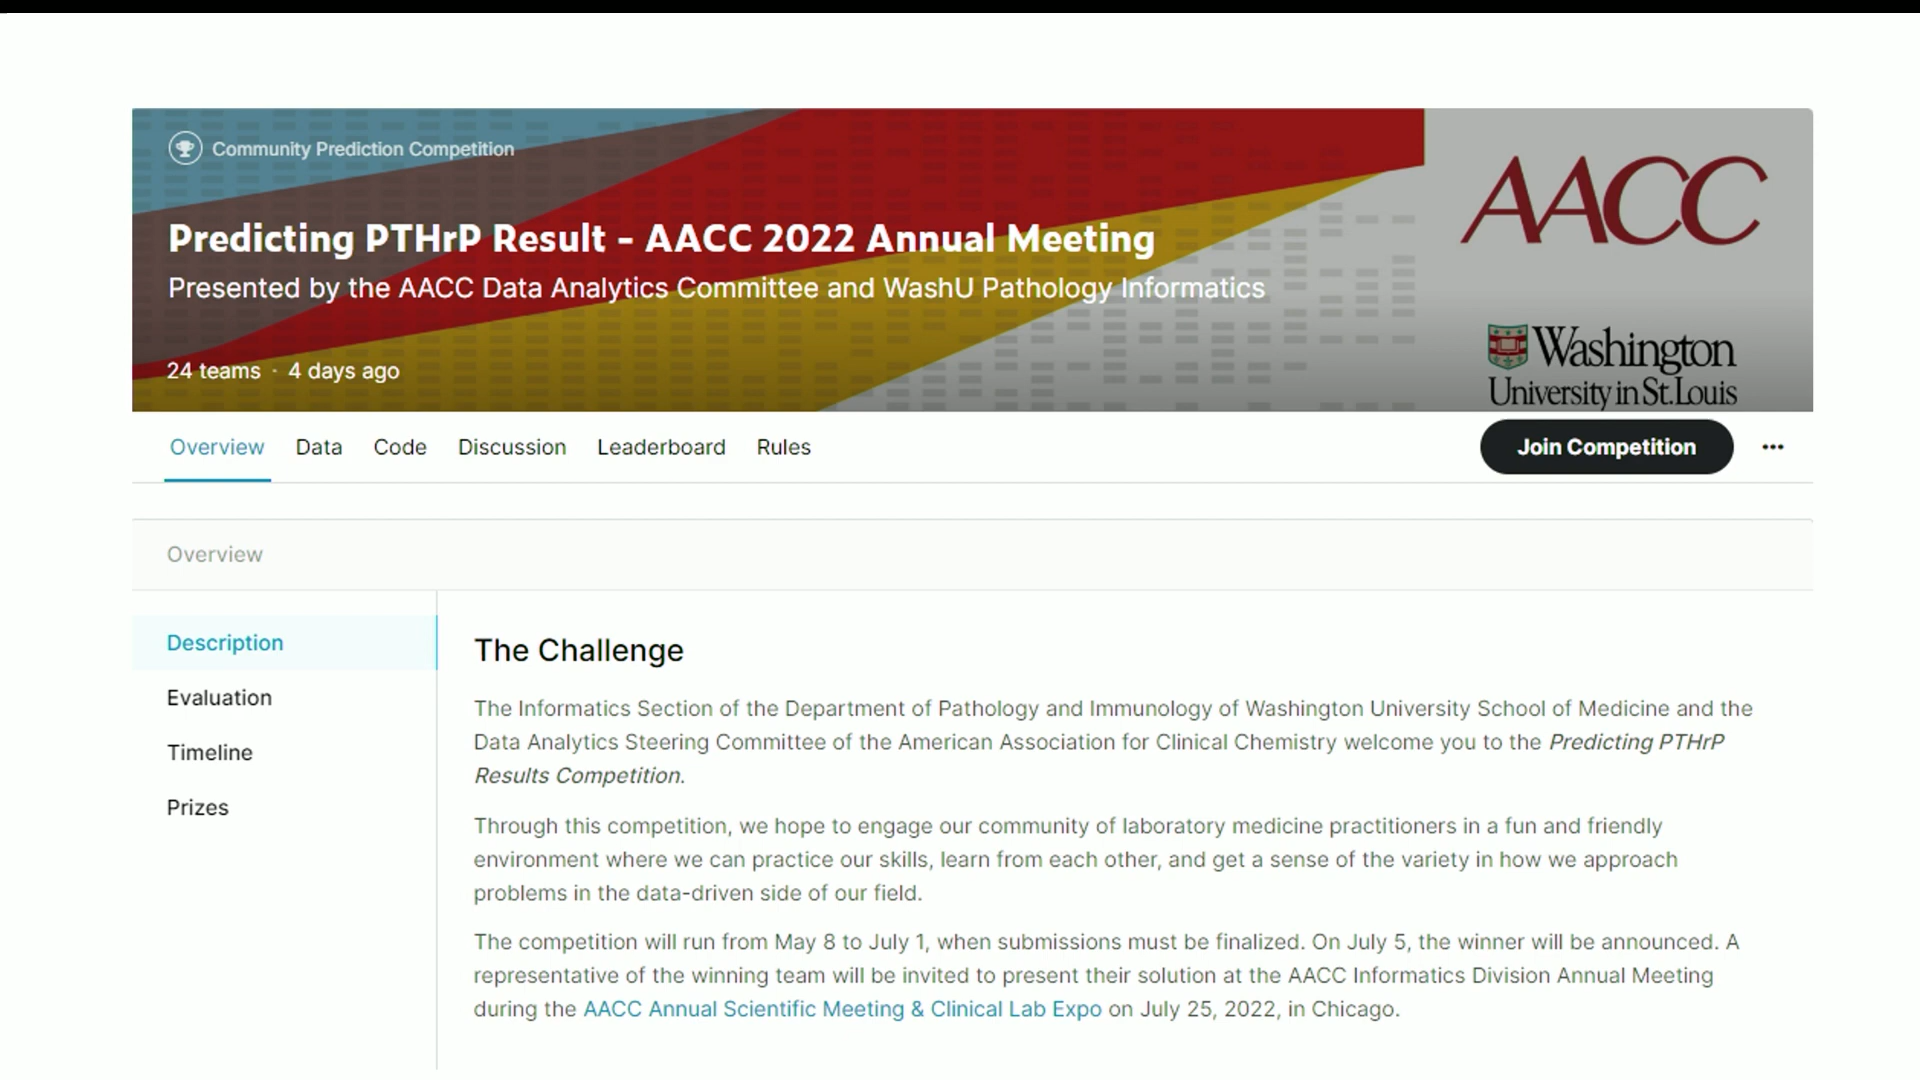 Community Prediction Competition
Predicting PTHrP Result - AACC 2022 Annual Meeting
Presented by the AACC Data Analytics Committee and WashU Pathology Informatics
24 teams · 4 days ago
AACC
Washington
University in St. Louis
Overview Data Code Discussion Leaderboard Rules
Join Competition
Overview
Description
Evaluation
Timeline
Prizes
The Challenge
The Informatics Section of the Department of Pathology and Immunology of Washington University School of Medicine and the
Data Analytics Steering Committee of the American Association for Clinical Chemistry welcome you to the Predicting PTHrP
Results Competition.
Through this competition, we hope to engage our community of laboratory medicine practitioners in a fun and friendly
environment where we can practice our skills, learn from each other, and get a sense of the variety in how we approach
problems in the data-driven side of our field.
The competition will run from May 8 to July 1, when submissions must be finalized. On July 5, the winner will be announced. A
representative of the winning team will be invited to present their solution at the AACC Informatics Division Annual Meeting
during the AACC Annual Scientific Meeting & Clinical Lab Expo on July 25, 2022, in Chicago.